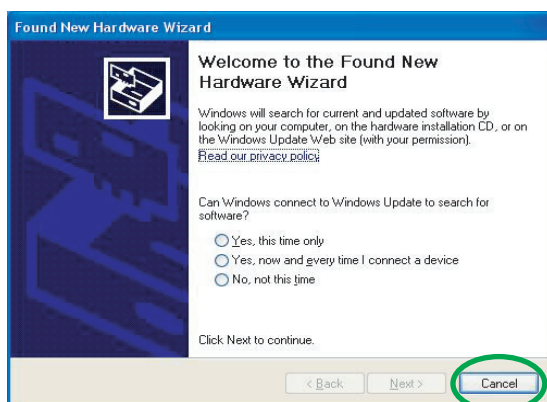 Found New Hardware Wizard
Welcome to the Found New
Hardware Wizard
Windows will search for current and updated software by
looking on your computer, on the hardware installation CD, or on
the Windows Update Web site (with your permission).
Read our privacy policy
Can Windows connect to Windows Update to search for
software?
Yes, this time only
Yes, now and every time I connect a device
No, not this time
Click Next to continue.
< Back
Next >
Cancel